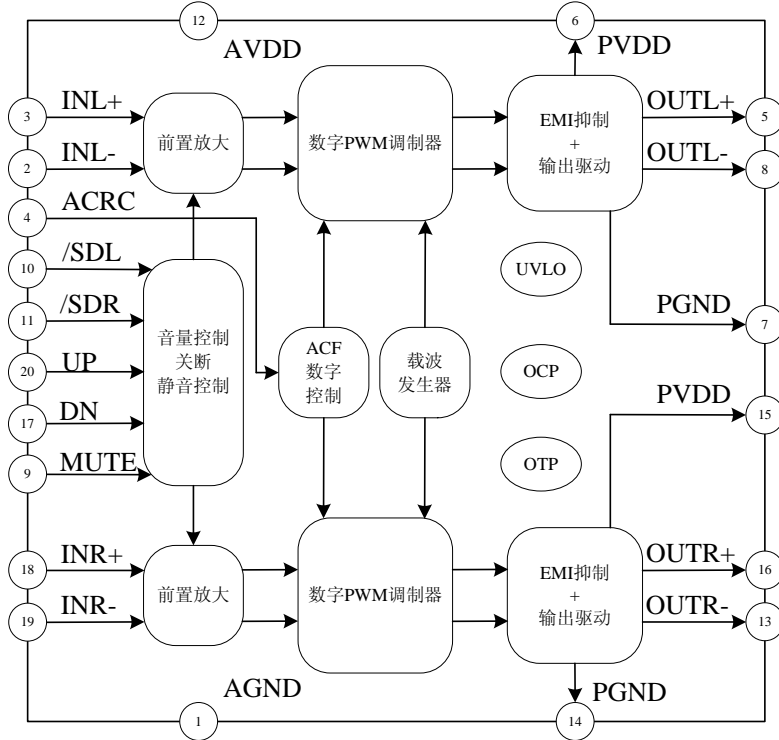 12
AVDD
6
PVDD
3
INL+
前置放大
数字PWM调制器
EMI抑制
+
输出驱动
OUTL+
5
2
INL-
OUTL-
8
4
ACRC
10
/SDL
UVLO
11
/SDR
音量控制
关断
静音控制
PGND
7
20
UP
ACF
数字
控制
载波
发生器
OCP
PVDD
15
17
DN
9
MUTE
OTP
18
INR+
前置放大
数字PWM调制器
EMI抑制
+
输出驱动
OUTR+
16
19
INR-
OUTR-
13
AGND
1
PGND
14